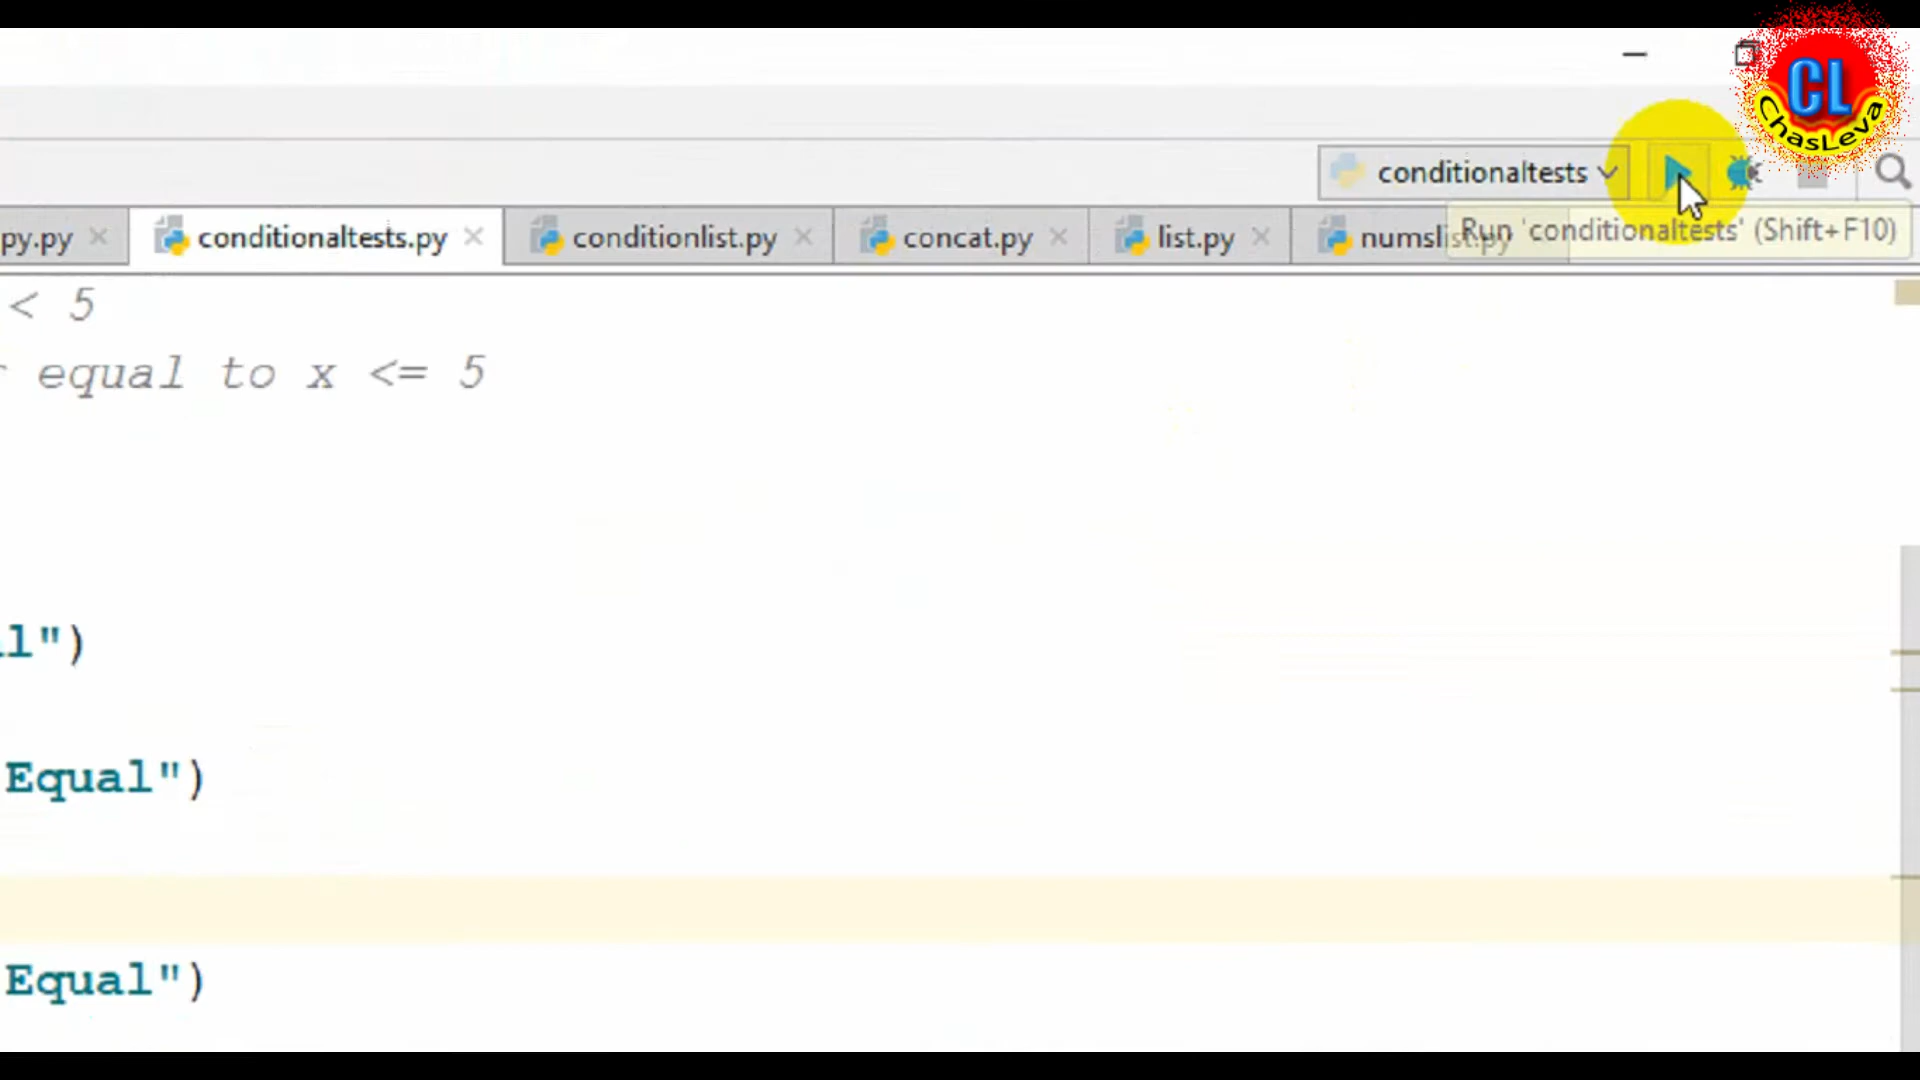 CL
ChasLeva
conditionaltests
Run 'conditionaltests' (Shift+F10)
py.py conditionaltests.py conditionlist.py concat.py list.py numslist.py
< 5
equal to x <= 5
l")
Equal")
Equal")